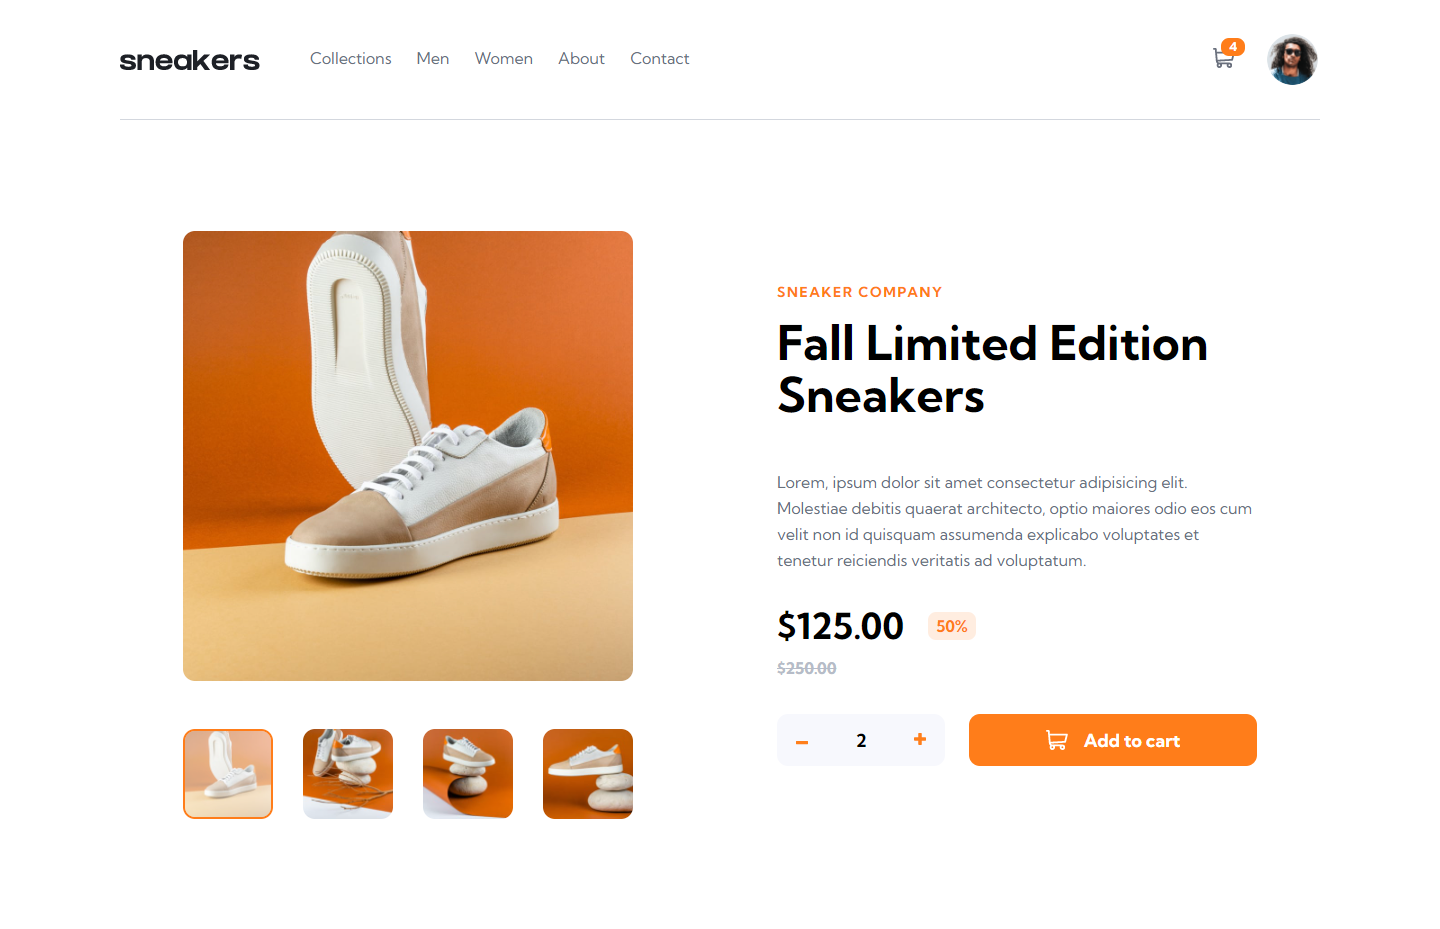 sneakers Collections Men Women About Contact 4
SNEAKER COMPANY
Fall Limited Edition
Sneakers
Lorem, ipsum dolor sit amet consectetur adipisicing elit.
Molestiae debitis quaerat architecto, optio maiores odio eos cum
velit non id quisquam assumenda explicabo voluptates et
tenetur reiciendis veritatis ad voluptatum.
$125.00 50%
$250.00
2 Add to cart